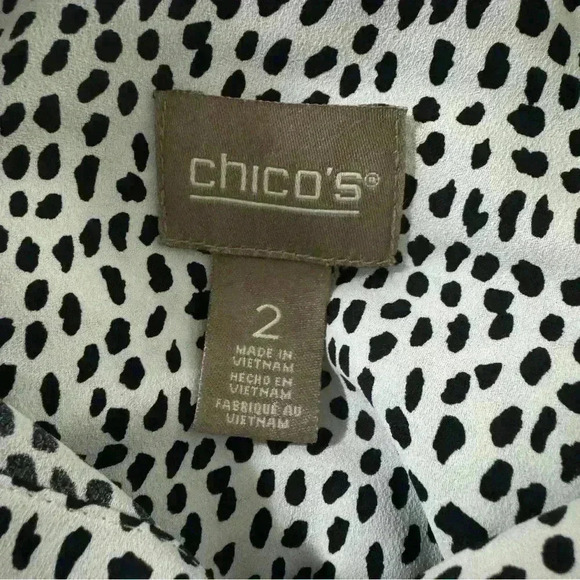 chico's®
2
MADE IN
VIETNAM
HECHO EN
VIETNAM
FABRIQUÉ AU
VIETNAM